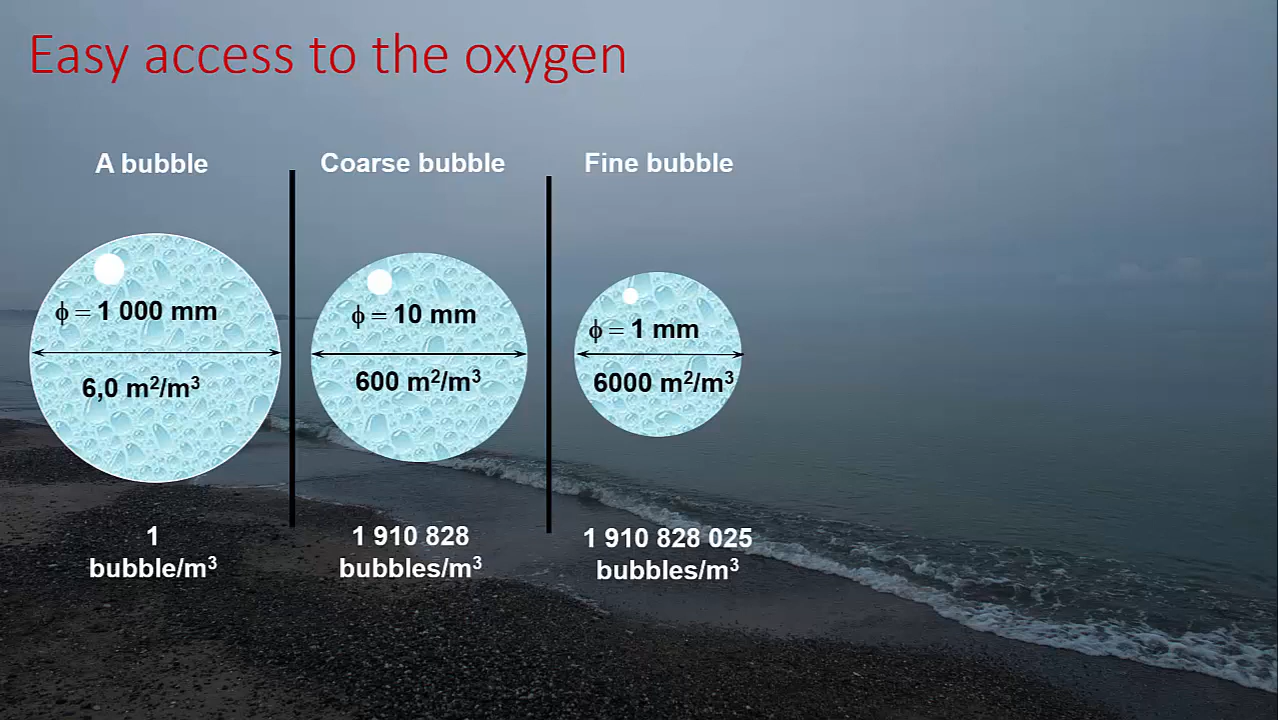 Easy access to the oxygen
A bubble
ϕ = 1 000 mm
6,0 m²/m³
1
bubble/m³
Coarse bubble
ϕ = 10 mm
600 m²/m³
1 910 828
bubbles/m³
Fine bubble
ϕ = 1 mm
6000 m²/m³
1 910 828 025
bubbles/m³